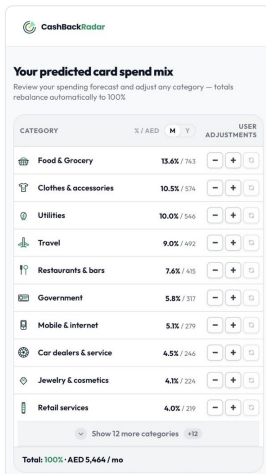 CashBackRadar
Your predicted card spend mix
Review your spending forecast and adjust any category — totals
rebalance automatically to 100%
CATEGORY % / AED M Y USER ADJUSTMENTS
Food & Grocery 13.6% / 743 − +
Clothes & accessories 10.5% / 574 − +
Utilities 10.0% / 546 − +
Travel 9.0% / 492 − +
Restaurants & bars 7.6% / 415 − +
Government 5.8% / 317 − +
Mobile & internet 5.1% / 279 − +
Car dealers & service 4.5% / 246 − +
Jewelry & cosmetics 4.1% / 224 − +
Retail services 4.0% / 219 − +
Show 12 more categories +12
Total: 100% · AED 5,464 / mo